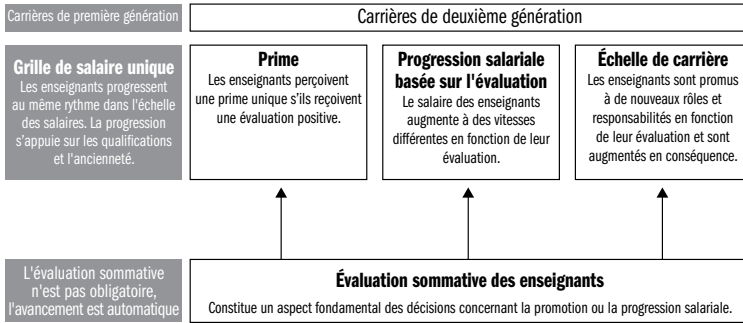 Carrières de première génération
Carrières de deuxième génération
Grille de salaire unique
Les enseignants progressent
au même rythme dans l'échelle
des salaires. La progression
s'appuie sur les qualifications
et l'ancienneté.
Prime
Les enseignants perçoivent
une prime unique s'ils reçoivent
une évaluation positive.
Progression salariale
basée sur l'évaluation
Le salaire des enseignants
augmente à des vitesses
différentes en fonction de leur
évaluation.
Échelle de carrière
Les enseignants sont promus
à de nouveaux rôles et
responsabilités en fonction
de leur évaluation et sont
augmentés en conséquence.
L'évaluation sommative
n'est pas obligatoire,
l'avancement est automatique
Évaluation sommative des enseignants
Constitue un aspect fondamental des décisions concernant la promotion ou la progression salariale.